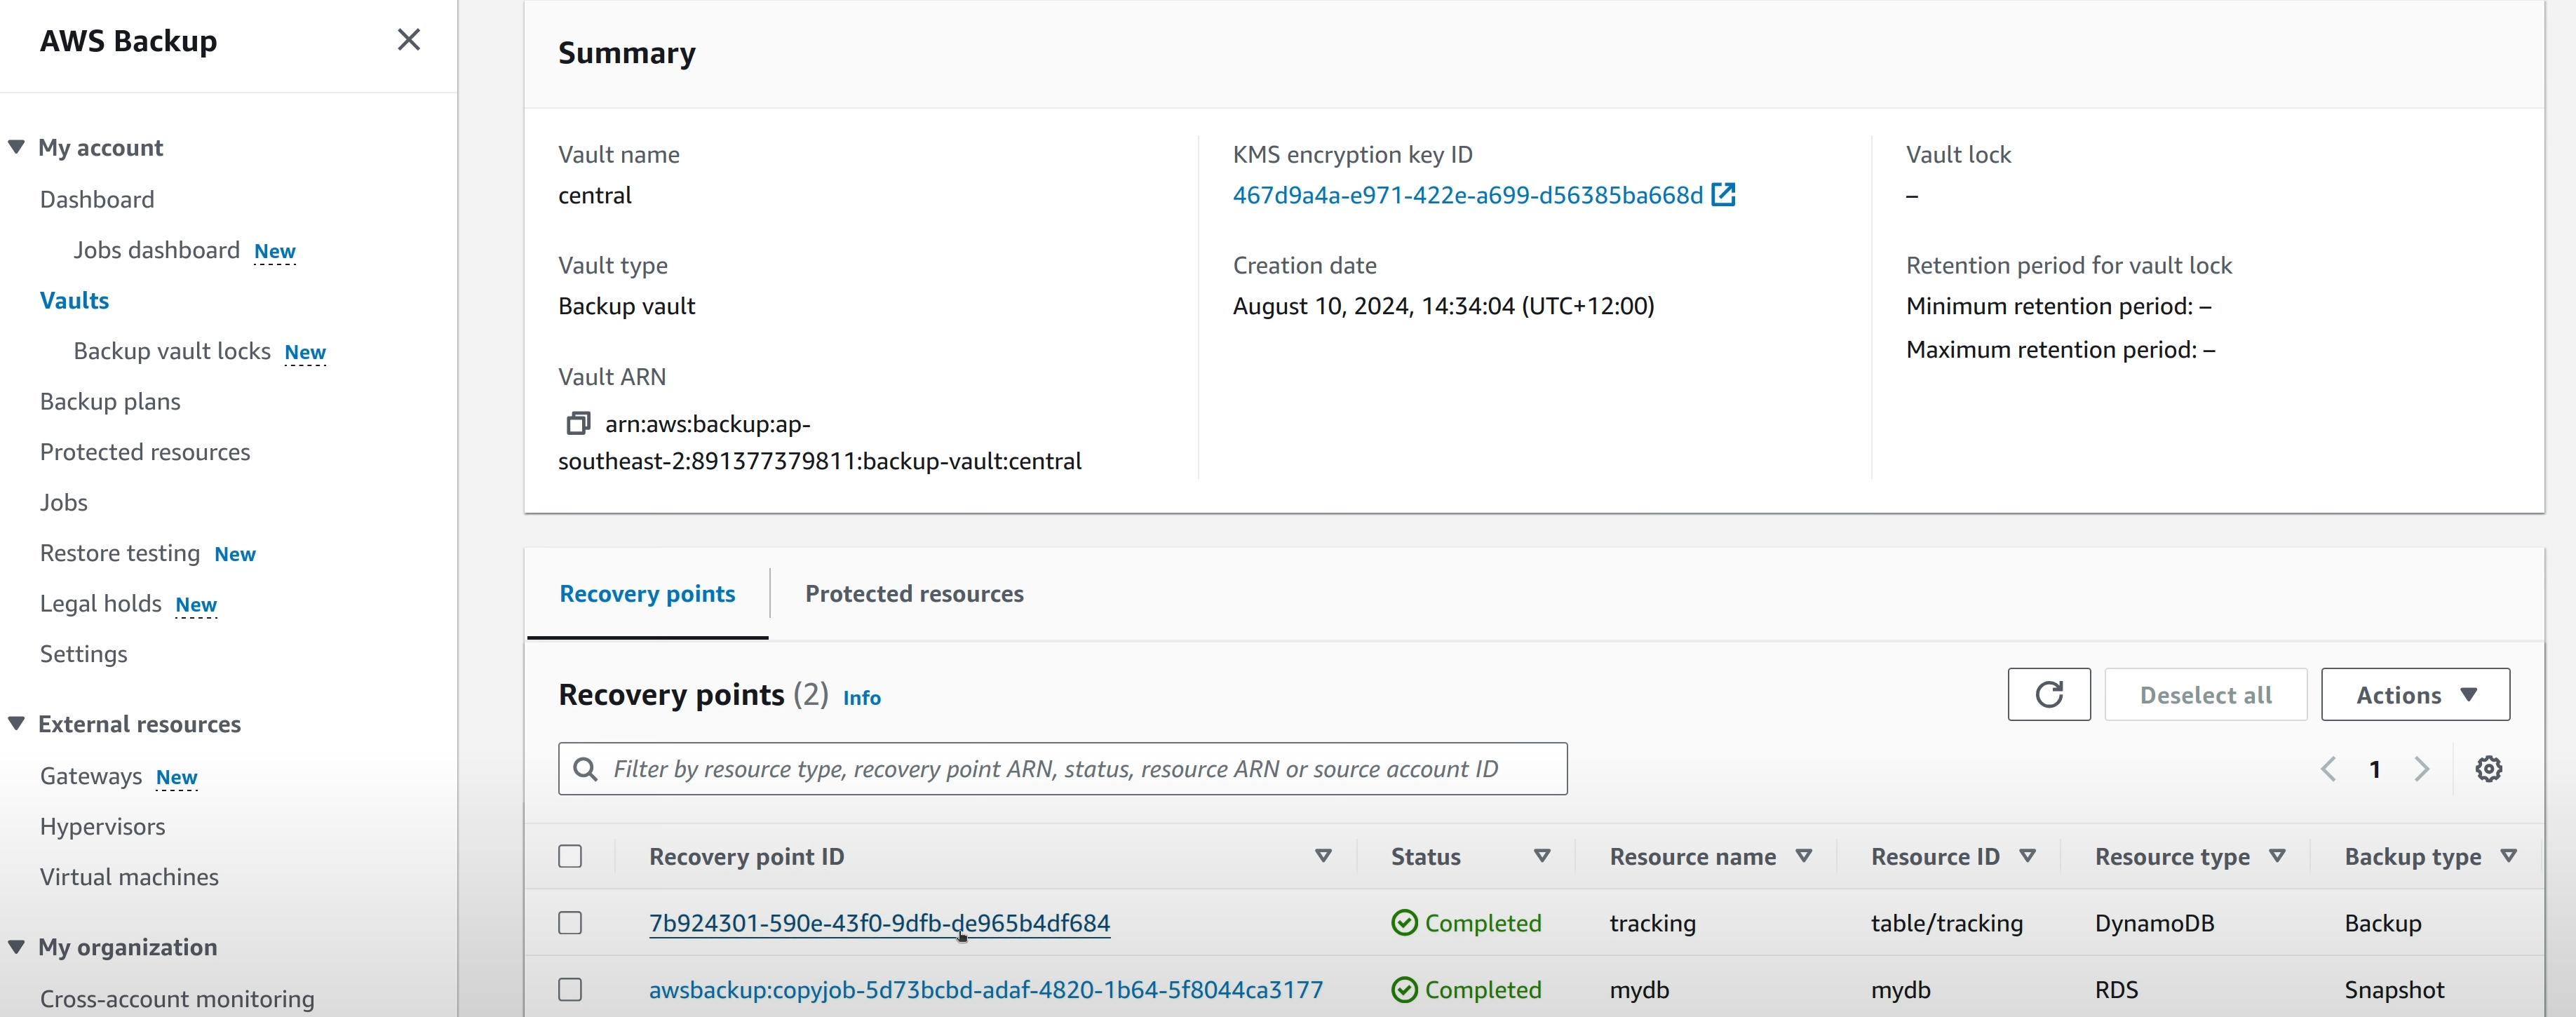 AWS Backup
My account
Dashboard
Jobs dashboard New
Vaults
Backup vault locks New
Backup plans
Protected resources
Jobs
Restore testing New
Legal holds New
Settings
External resources
Gateways New
Hypervisors
Virtual machines
My organization
Cross-account monitoring
Summary
Vault name
central
Vault type
Backup vault
Vault ARN
arn:aws:backup:ap-
southeast-2:891377379811:backup-vault:central
KMS encryption key ID
467d9a4a-e971-422e-a699-d56385ba668d
Creation date
August 10, 2024, 14:34:04 (UTC+12:00)
Vault lock
–
Retention period for vault lock
Minimum retention period: –
Maximum retention period: –
Recovery points
Protected resources
Recovery points (2) Info
Deselect all
Actions
Filter by resource type, recovery point ARN, status, resource ARN or source account ID
1
Recovery point ID Status Resource name Resource ID Resource type Backup type
7b924301-590e-43f0-9dfb-de965b4df684 Completed tracking table/tracking DynamoDB Backup
awsbackup:copyjob-5d73bcbd-adaf-4820-1b64-5f8044ca3177 Completed mydb mydb RDS Snapshot